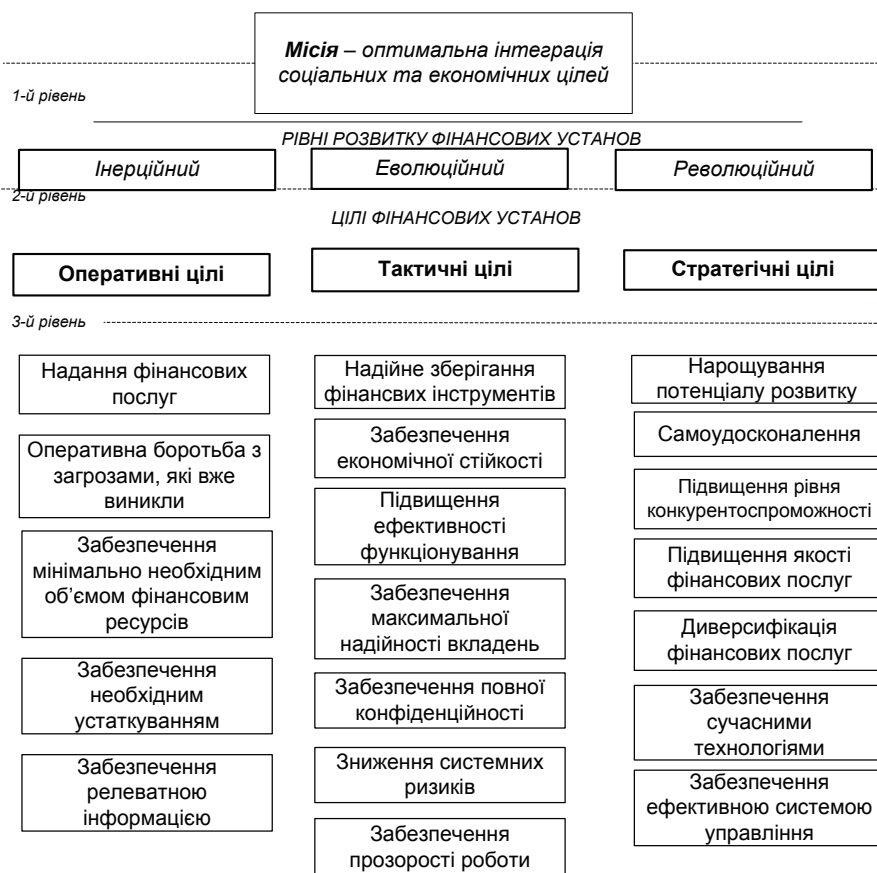 Місія – оптимальна інтеграція
соціальних та економічних цілей
1-й рівень
РІВНІ РОЗВИТКУ ФІНАНСОВИХ УСТАНОВ
Інерційний
Еволюційний
Революційний
2-й рівень
ЦІЛІ ФІНАНСОВИХ УСТАНОВ
Оперативні цілі
Тактичні цілі
Стратегічні цілі
3-й рівень
Надання фінансових
послуг
Оперативна боротьба з
загрозами, які вже
виникли
Забезпечення
мінімально необхідним
об’ємом фінансовим
ресурсів
Забезпечення
необхідним
устаткуванням
Забезпечення
релеватною
інформацією
Надійне зберігання
фінансвих інструментів
Забезпечення
економічної стійкості
Підвищення
ефективності
функціонування
Забезпечення
максимальної
надійності вкладень
Забезпечення повної
конфіденційності
Зниження системних
ризиків
Забезпечення
прозорості роботи
Нарощування
потенціалу розвитку
Самоудосконалення
Підвищення рівня
конкурентоспроможності
Підвищення якості
фінансових послуг
Диверсифікація
фінансових послуг
Забезпечення
сучасними
технологіями
Забезпечення
ефективною системою
управління